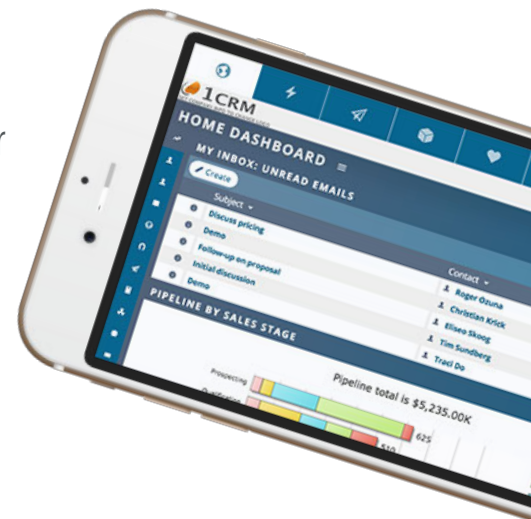 r
1CRM
HOME DASHBOARD
MY INBOX: UNREAD EMAILS
Create
Subject
Contact
Discuss pricing
Roger Ozuna
Demo
Christian Krick
Follow-up on proposal
Eliseo Skoog
Initial discussion
Tim Sundberg
Demo
Traci Do
PIPELINE BY SALES STAGE
Pipeline total is $5,235.00K
Prospecting
625
Qualification
510